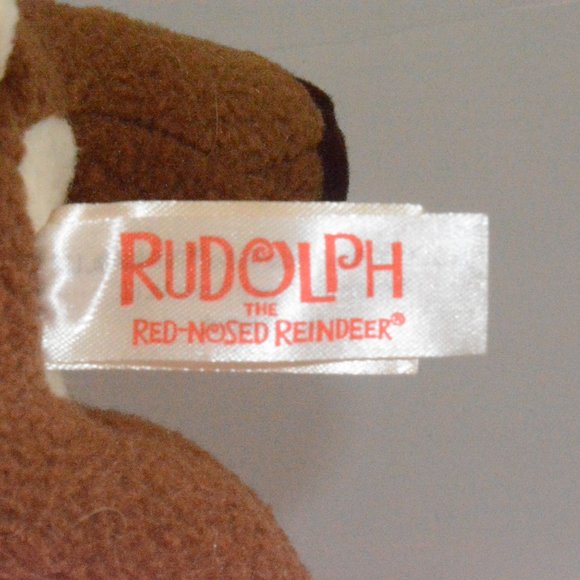 RUDOLPH
THE
RED-NOSED REINDEER®